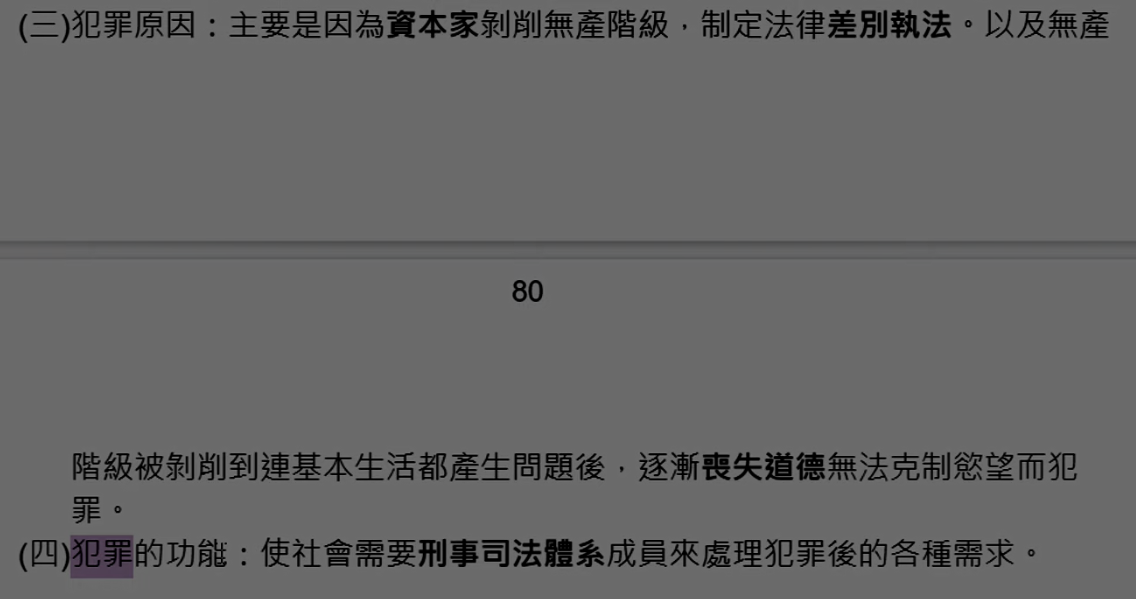 (三)犯罪原因：主要是因為資本家剝削無產階級，制定法律差別執法。以及無產
80
階級被剝削到連基本生活都產生問題後，逐漸喪失道德無法克制慾望而犯
罪。
(四)犯罪的功能：使社會需要刑事司法體系成員來處理犯罪後的各種需求。